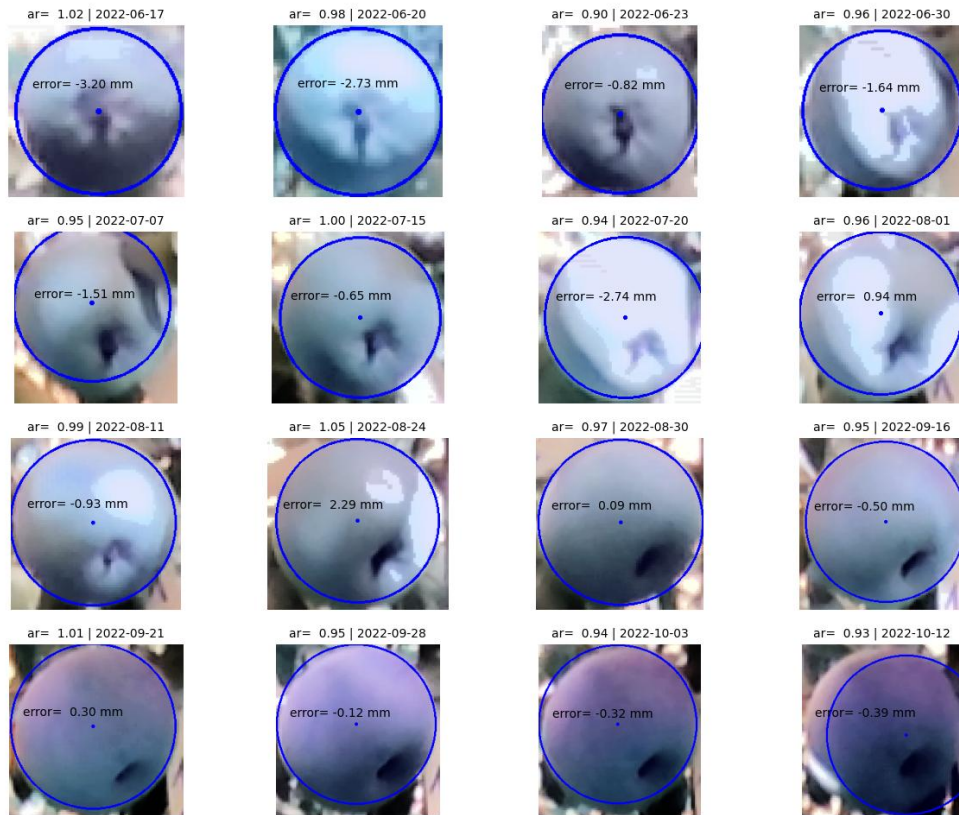 ar=  1.02 | 2022-06-17
ar=  0.98 | 2022-06-20
ar=  0.90 | 2022-06-23
ar=  0.96 | 2022-06-30
error= -3.20 mm
error= -2.73 mm
error= -0.82 mm
error= -1.64 mm
ar=  0.95 | 2022-07-07
ar=  1.00 | 2022-07-15
ar=  0.94 | 2022-07-20
ar=  0.96 | 2022-08-01
error= -1.51 mm
error= -0.65 mm
error= -2.74 mm
error=  0.94 mm
ar=  0.99 | 2022-08-11
ar=  1.05 | 2022-08-24
ar=  0.97 | 2022-08-30
ar=  0.95 | 2022-09-16
error= -0.93 mm
error=  2.29 mm
error=  0.09 mm
error= -0.50 mm
ar=  1.01 | 2022-09-21
ar=  0.95 | 2022-09-28
ar=  0.94 | 2022-10-03
ar=  0.93 | 2022-10-12
error=  0.30 mm
error= -0.12 mm
error= -0.32 mm
error= -0.39 mm